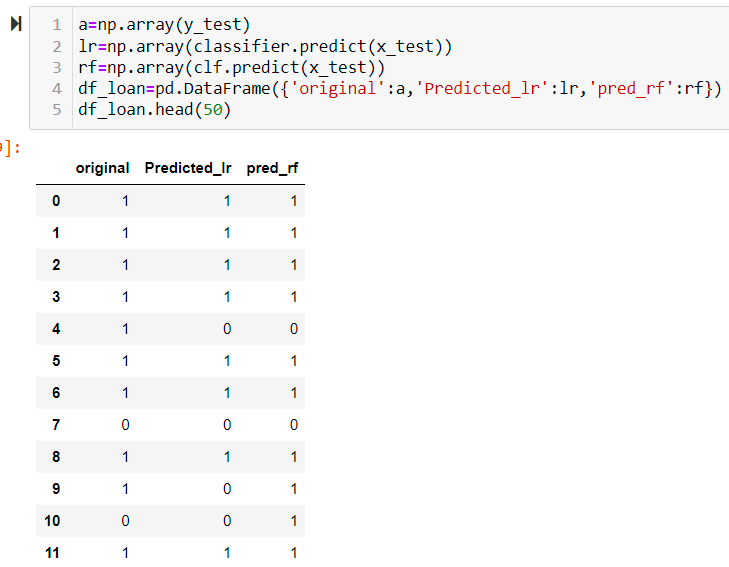 1 a=np.array(y_test)
2 lr=np.array(classifier.predict(x_test))
3 rf=np.array(clf.predict(x_test))
4 df_loan=pd.DataFrame({'original':a,'Predicted_lr':lr,'pred_rf':rf})
5 df_loan.head(50)
]:
original Predicted_lr pred_rf
0 1 1 1
1 1 1 1
2 1 1 1
3 1 1 1
4 1 0 0
5 1 1 1
6 1 1 1
7 0 0 0
8 1 1 1
9 1 0 1
10 0 0 1
11 1 1 1